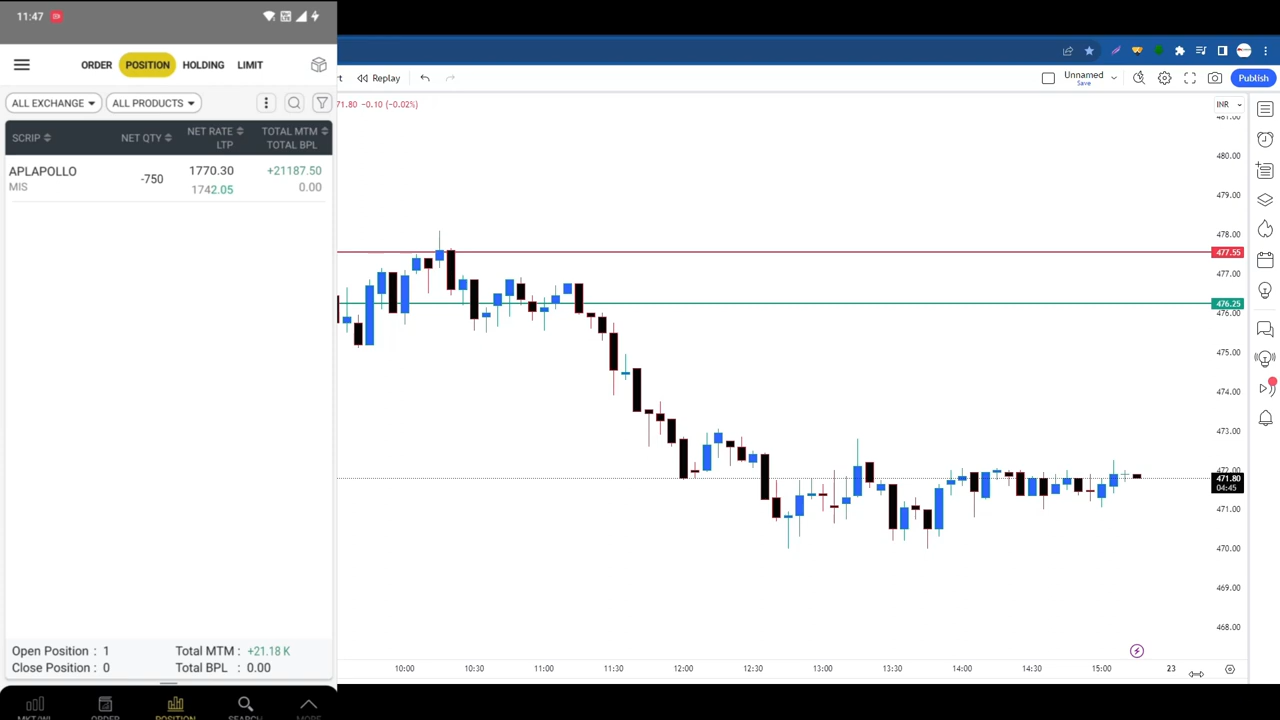 11:47
ORDER POSITION HOLDING LIMIT
ALL EXCHANGE ALL PRODUCTS
SCRIP NET QTY NET RATE TOTAL MTM
LTP TOTAL BPL
APLAPOLLO -750 1770.30 +21187.50
MIS 1742.05 0.00
Open Position : 1 Total MTM : +21.18 K
Close Position : 0 Total BPL : 0.00
ORDER POSITION SEARCH MORE
Replay Unnamed Publish
Save
71.80 -0.10 (-0.02%) INR
480.00
479.00
478.00
477.55
477.00
476.25
476.00
475.00
474.00
473.00
472.00
471.80
04:45
471.00
470.00
469.00
468.00
10:00 10:30 11:00 11:30 12:00 12:30 13:00 13:30 14:00 14:30 15:00 23